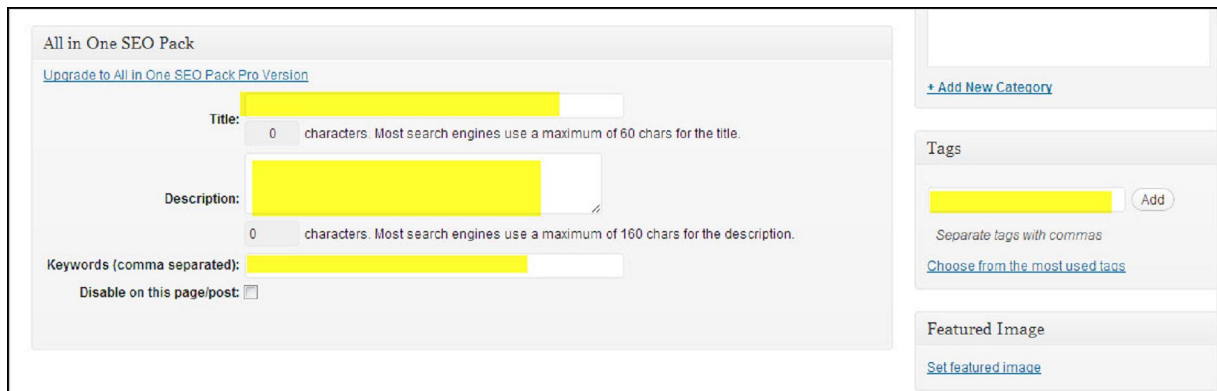 All in One SEO Pack
Upgrade to All in One SEO Pack Pro Version
Title:
0 characters. Most search engines use a maximum of 60 chars for the title.
Description:
0 characters. Most search engines use a maximum of 160 chars for the description.
Keywords (comma separated):
Disable on this page/post:
+ Add New Category
Tags
Add
Separate tags with commas
Choose from the most used tags
Featured Image
Set featured image